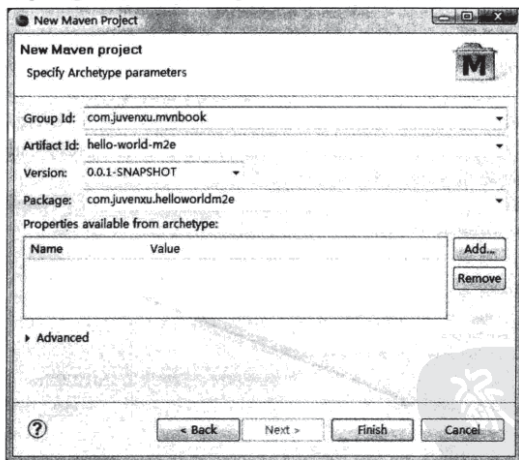 New Maven Project
New Maven project
Specify Archetype parameters
M
Group Id: com.juvenxu.mvnbook
Artifact Id: hello-world-m2e
Version: 0.0.1-SNAPSHOT
Package: com.juvenxu.helloworldm2e
Properties available from archetype:
Name Value
Add...
Remove
Advanced
?
< Back Next > Finish Cancel